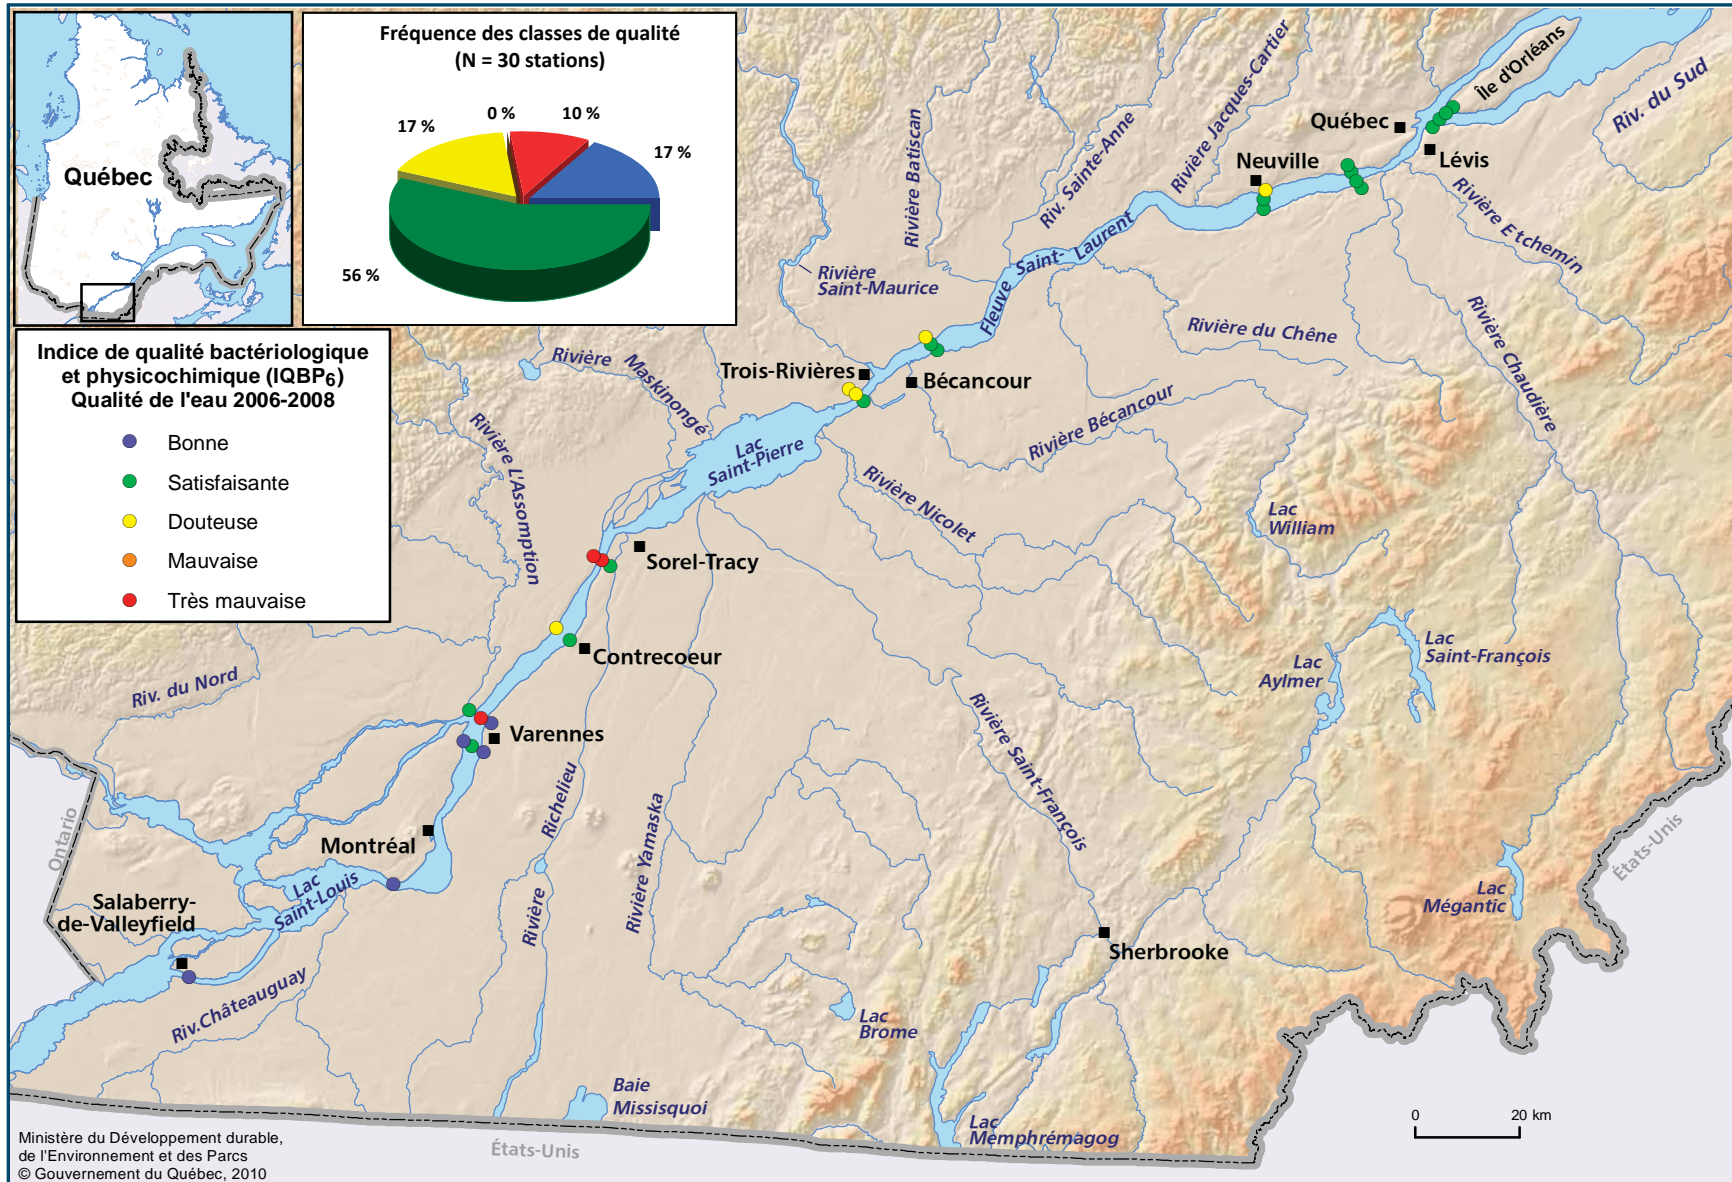 Québec
Fréquence des classes de qualité
(N = 30 stations)
17 %
0 %
10 %
17 %
56 %
Indice de qualité bactériologique
et physicochimique (IQBP6)
Qualité de l'eau 2006-2008
Bonne
Satisfaisante
Douteuse
Mauvaise
Très mauvaise
Île d'Orléans
Riv. du Sud
Québec
Lévis
Neuville
Rivière Jacques-Cartier
Riv. Sainte-Anne
Rivière Batiscan
Rivière Etchemin
Fleuve Saint- Laurent
Rivière
Saint-Maurice
Rivière du Chêne
Rivière Chaudière
Rivière Maskinongé
Trois-Rivières
Bécancour
Rivière Bécancour
Rivière L'Assomption
Lac
Saint-Pierre
Rivière Nicolet
Lac
William
Sorel-Tracy
Contrecoeur
Lac
Saint-François
Lac
Aylmer
Riv. du Nord
Varennes
Rivière Saint-François
Rivière Richelieu
Rivière Yamaska
Ontario
Montréal
Lac
Saint-Louis
Salaberry-
de-Valleyfield
Riv.Châteauguay
Sherbrooke
Lac
Mégantic
États-Unis
Lac
Brome
Baie
Missisquoi
Lac
Memphrémagog
États-Unis
0 20 km
Ministère du Développement durable,
de l'Environnement et des Parcs
© Gouvernement du Québec, 2010